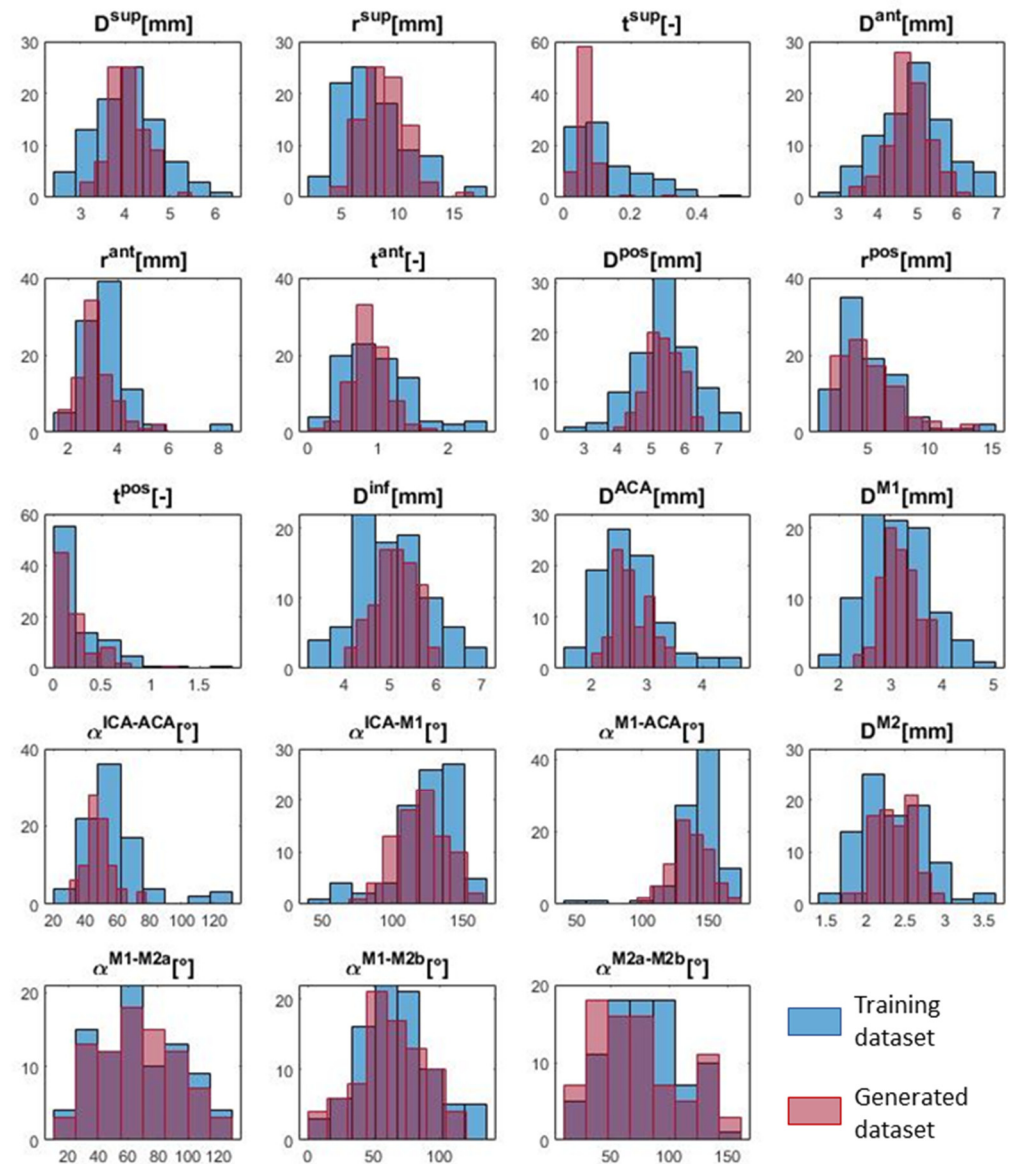 D^sup[mm] r^sup[mm] t^sup[-] D^ant[mm]
30 20 10 0 3 4 5 6
30 20 10 0 5 10 15
60 40 20 0 0 0.2 0.4
30 20 10 0 3 4 5 6 7
r^ant[mm] t^ant[-] D^pos[mm] r^pos[mm]
40 20 0 2 4 6 8
40 20 0 0 1 2
30 20 10 0 3 4 5 6 7
40 20 0 5 10 15
t^pos[-] D^inf[mm] D^ACA[mm] D^M1[mm]
60 40 20 0 0 0.5 1 1.5
20 10 0 4 5 6 7
30 20 10 0 2 3 4
20 10 0 2 3 4 5
α^ICA-ACA[°] α^ICA-M1[°] α^M1-ACA[°] D^M2[mm]
40 20 0 20 40 60 80 100 120
30 20 10 0 50 100 150
40 20 0 50 100 150
30 20 10 0 1.5 2 2.5 3 3.5
α^M1-M2a[°] α^M1-M2b[°] α^M2a-M2b[°]
20 10 0 20 40 60 80 100 120
20 10 0 0 50 100
20 10 0 50 100 150
Training
dataset
Generated
dataset